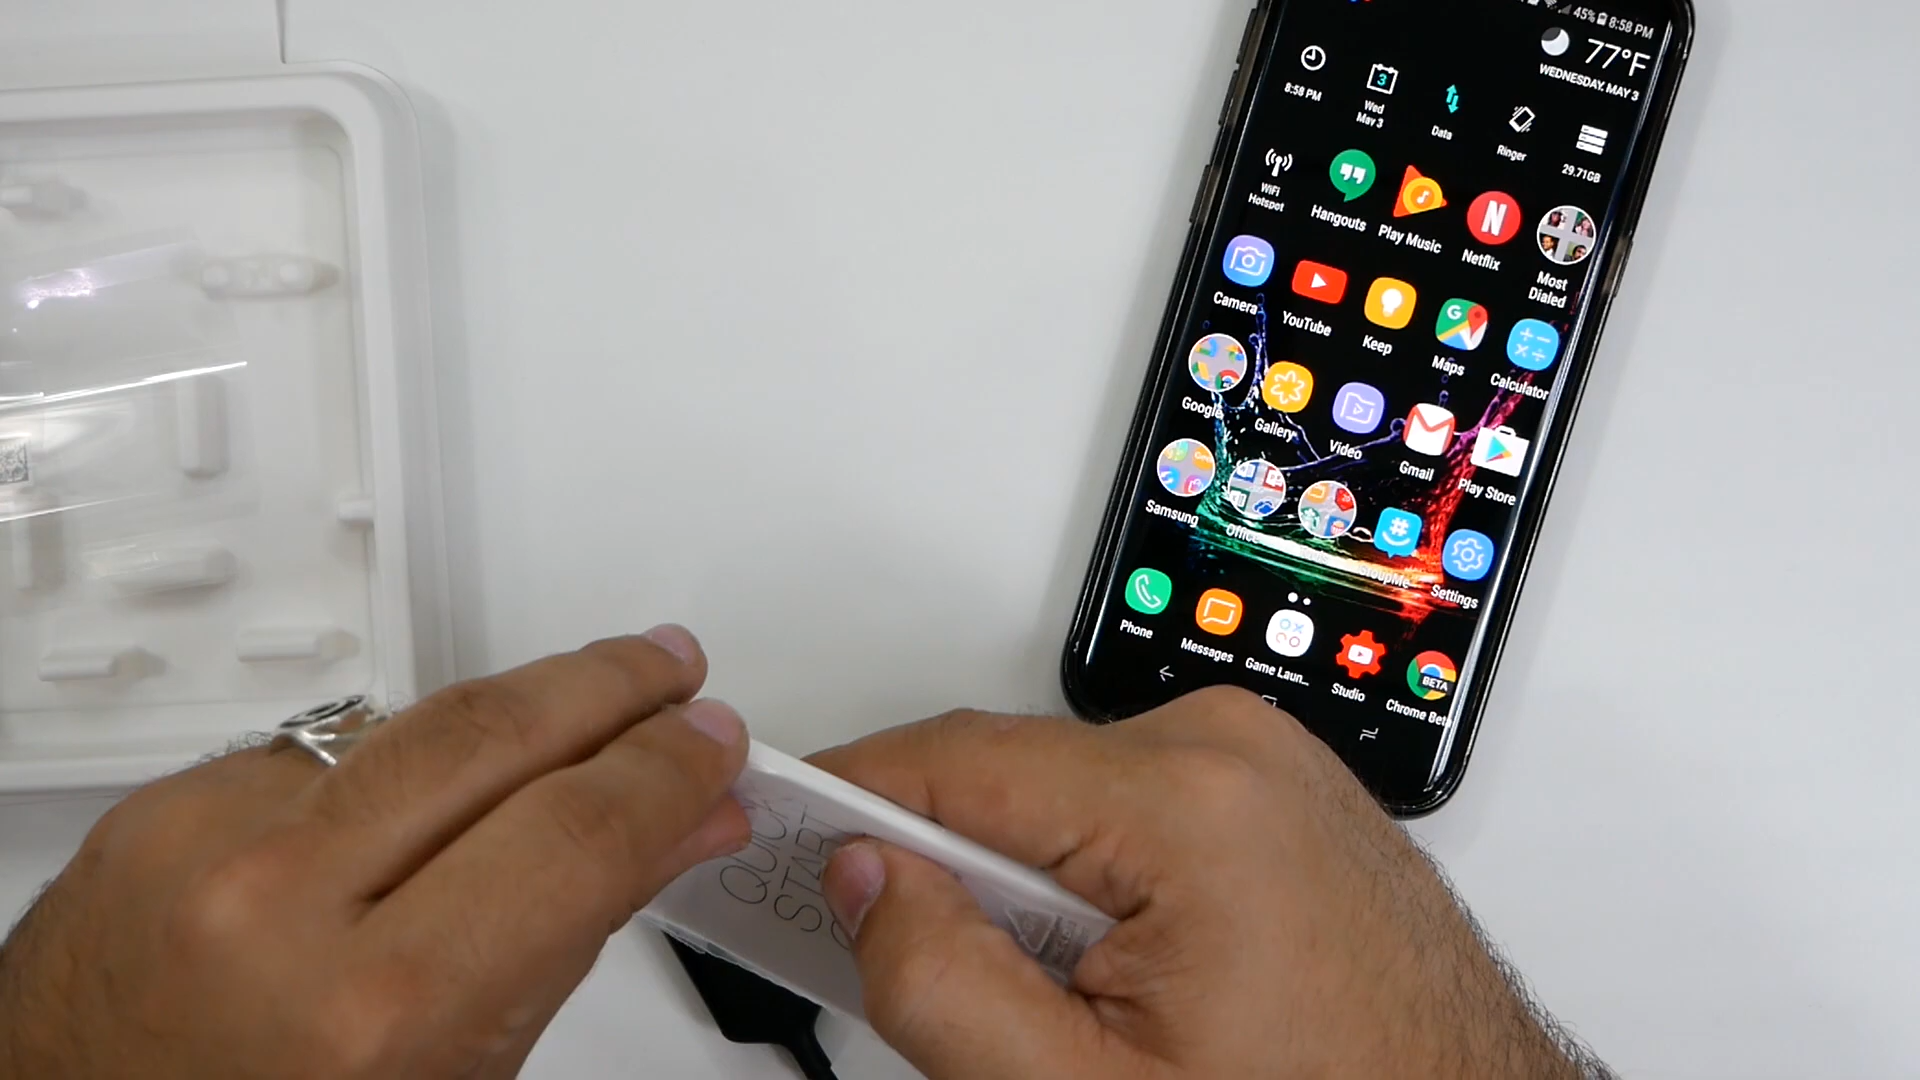 45% 8:58 PM
77°F
WEDNESDAY, MAY 3
8:58 PM
3
Wed
May 3
Data
Ringer
29.71GB
WiFi
Hotspot
Hangouts
Play Music
N
Netflix
Most
Dialed
Camera
YouTube
Keep
G
Maps
Calculator
Google
Gallery
Video
Gmail
Play Store
Samsung
Office
#
GroupMe
Settings
Phone
Messages
Game Laun...
Studio
BETA
Chrome Beta
QUICK
START